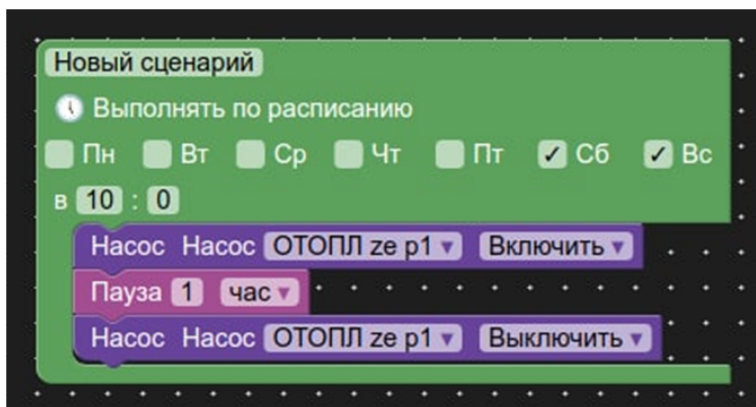 Новый сценарий
Выполнять по расписанию
Пн Вт Ср Чт Пт Сб Вс
в 10 : 0
Насос Насос ОТОПЛ ze p1 Включить
Пауза 1 час
Насос Насос ОТОПЛ ze p1 Выключить